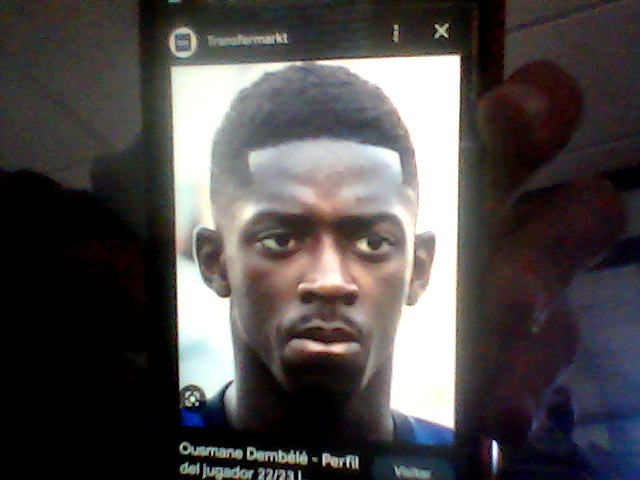 Transfermarkt
Ousmane Dembélé - Perfil
del jugador 22/23 |
Visitar